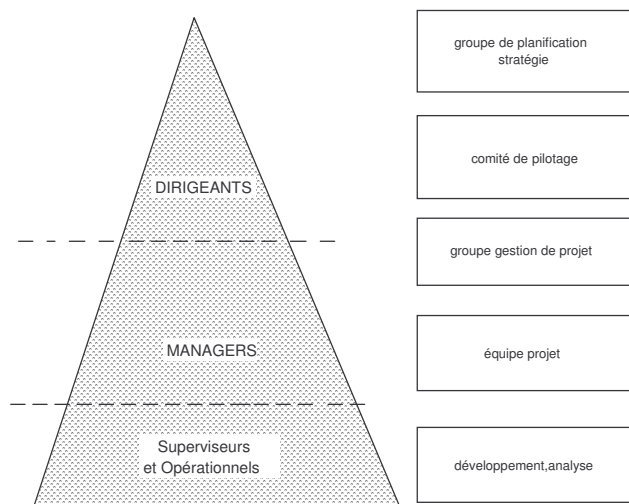 groupe de planification
stratégie
comité de pilotage
DIRIGEANTS
groupe gestion de projet
MANAGERS
équipe projet
Superviseurs
et Opérationnels
développement,analyse